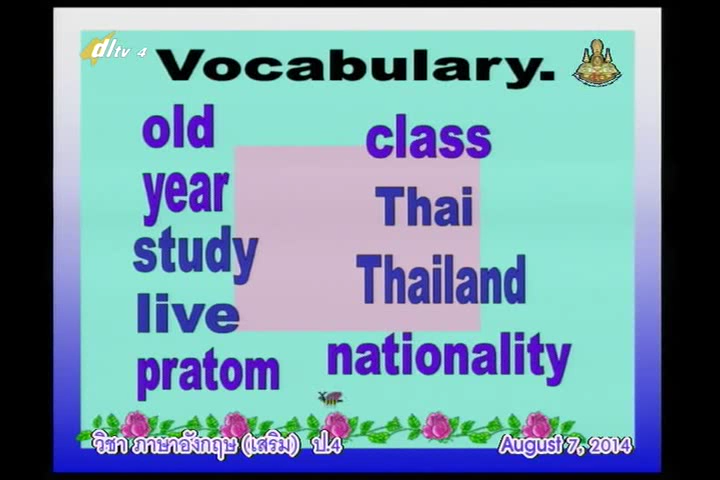 dltv 4
Vocabulary.
old
year
study
live
pratom
class
Thai
Thailand
nationality
วิชา ภาษาอังกฤษ (เสริม) ป.4
August 7, 2014